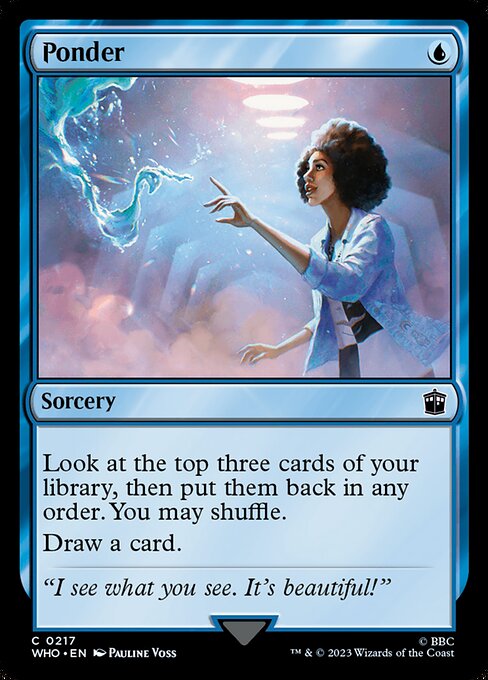 Ponder
Sorcery
Look at the top three cards of your
library, then put them back in any
order. You may shuffle.
Draw a card.
“I see what you see. It’s beautiful!”
C 0217
WHO • EN Pauline Voss
© BBC
™ & © 2023 Wizards of the Coast